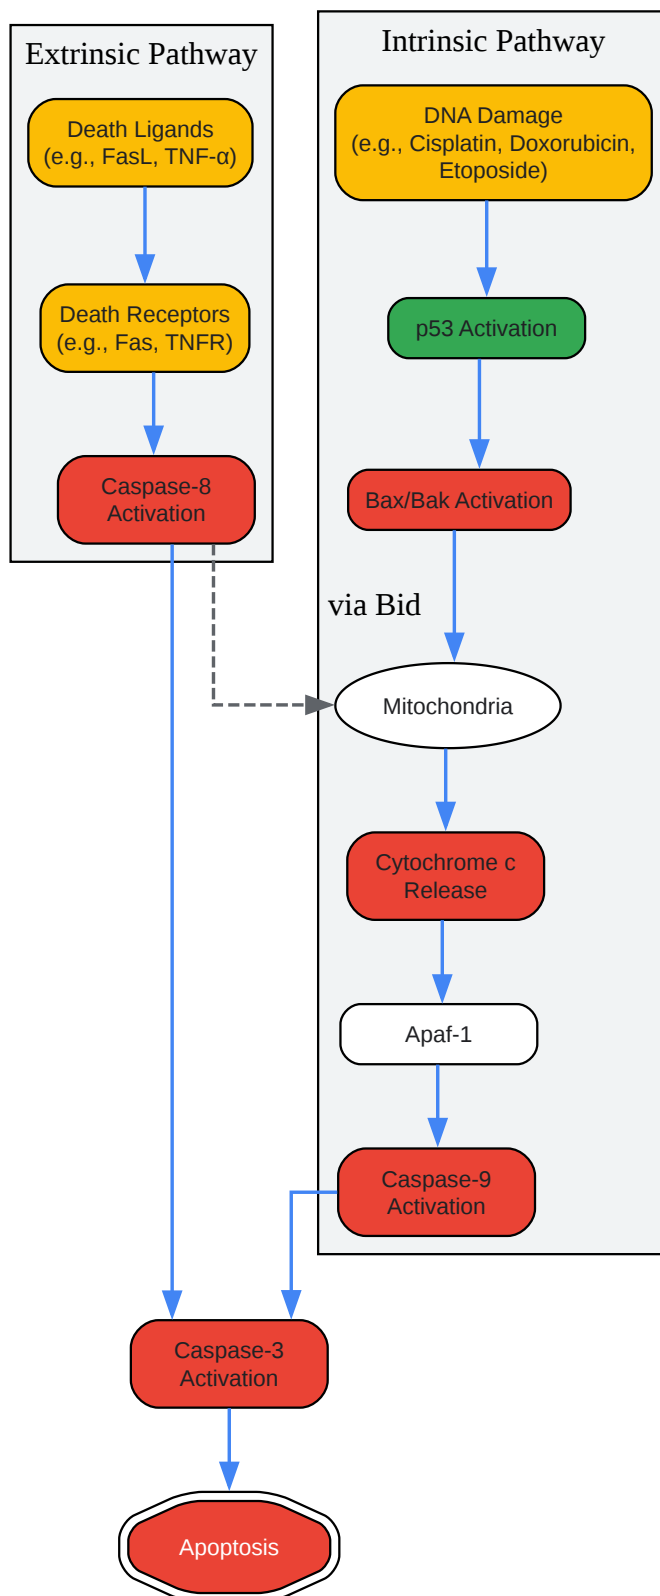 Extrinsic Pathway
Death Ligands
(e.g., FasL, TNF-α)
Death Receptors
(e.g., Fas, TNFR)
Caspase-8
Activation
Intrinsic Pathway
DNA Damage
(e.g., Cisplatin, Doxorubicin,
Etoposide)
p53 Activation
Bax/Bak Activation
via Bid
Mitochondria
Cytochrome c
Release
Apaf-1
Caspase-9
Activation
Caspase-3
Activation
Apoptosis